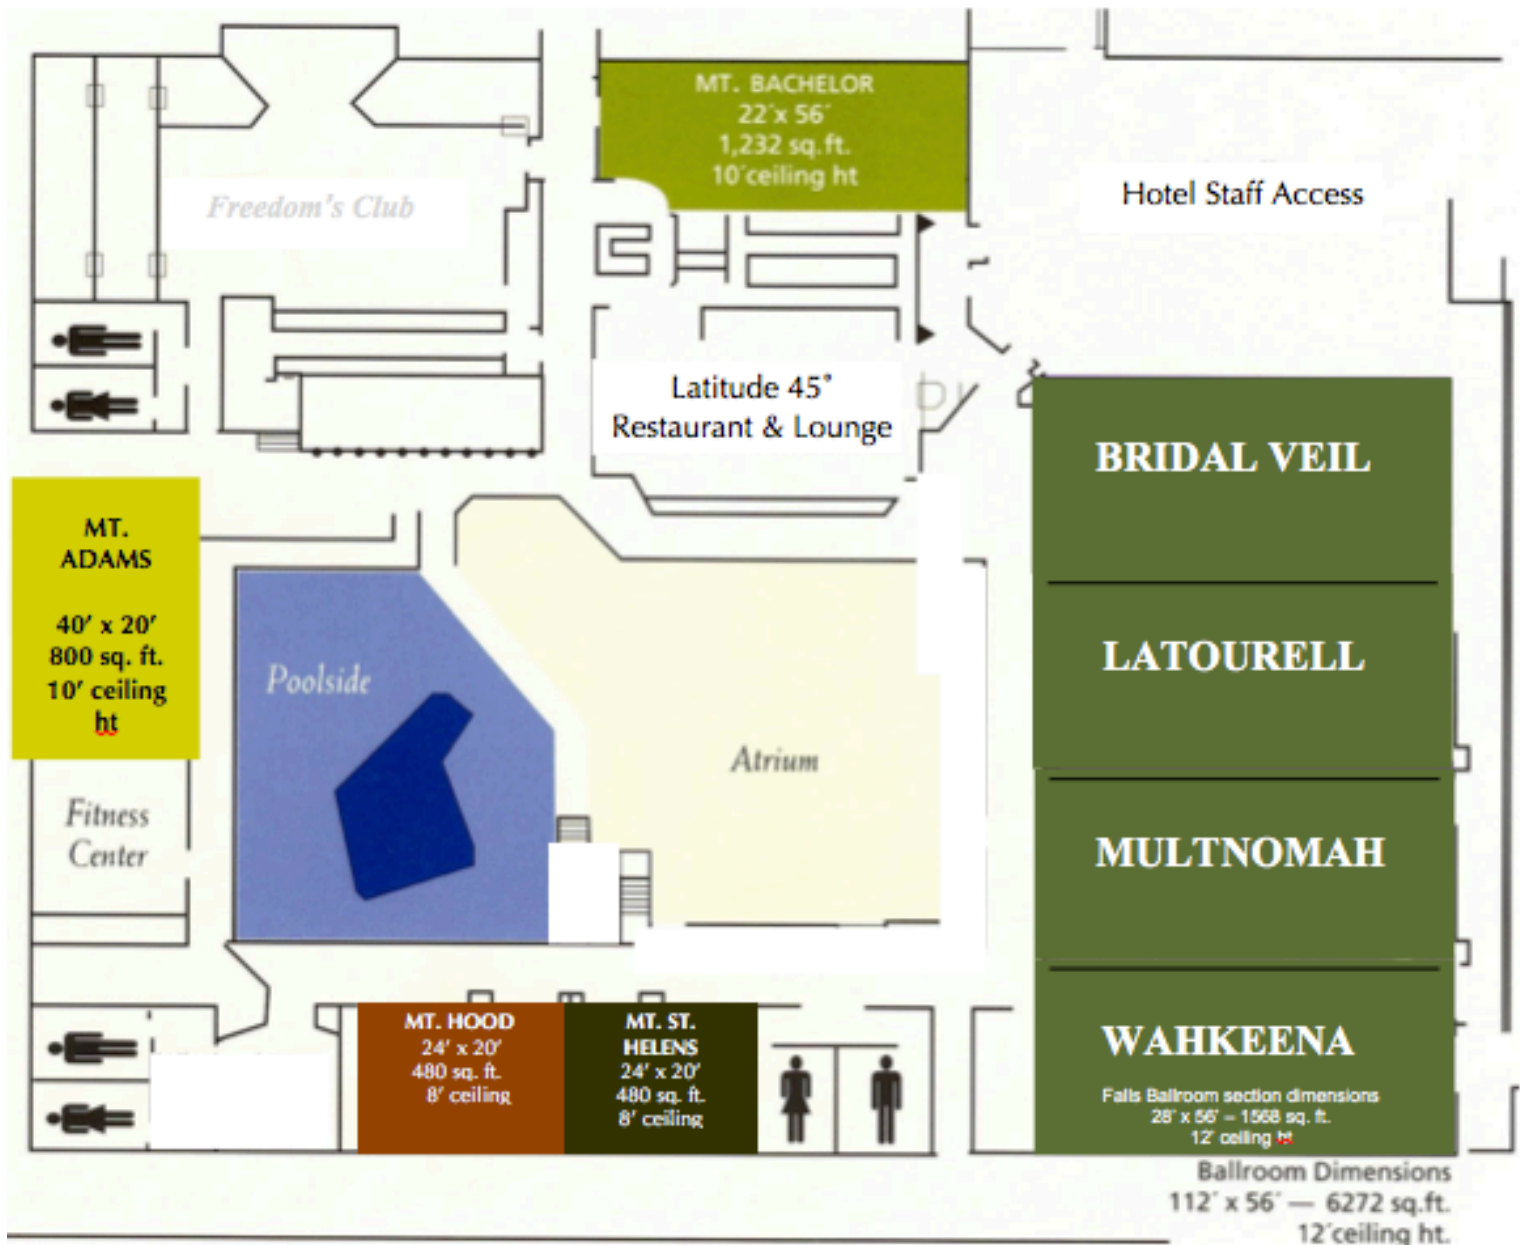 MT. BACHELOR
22´x 56´
1,232 sq.ft.
10´ceiling ht
Freedom's Club
Hotel Staff Access
Latitude 45˚
Restaurant & Lounge
BRIDAL VEIL
MT.
ADAMS
40' x 20'
800 sq. ft.
10' ceiling
ht
LATOURELL
Poolside
Atrium
Fitness
Center
MULTNOMAH
MT. HOOD
24' x 20'
480 sq. ft.
8' ceiling
MT. ST.
HELENS
24' x 20'
480 sq. ft.
8' ceiling
WAHKEENA
Falls Ballroom section dimensions
28' x 56' – 1568 sq. ft.
12' ceiling ht
Ballroom Dimensions
112´ x 56´ — 6272 sq.ft.
12´ceiling ht.